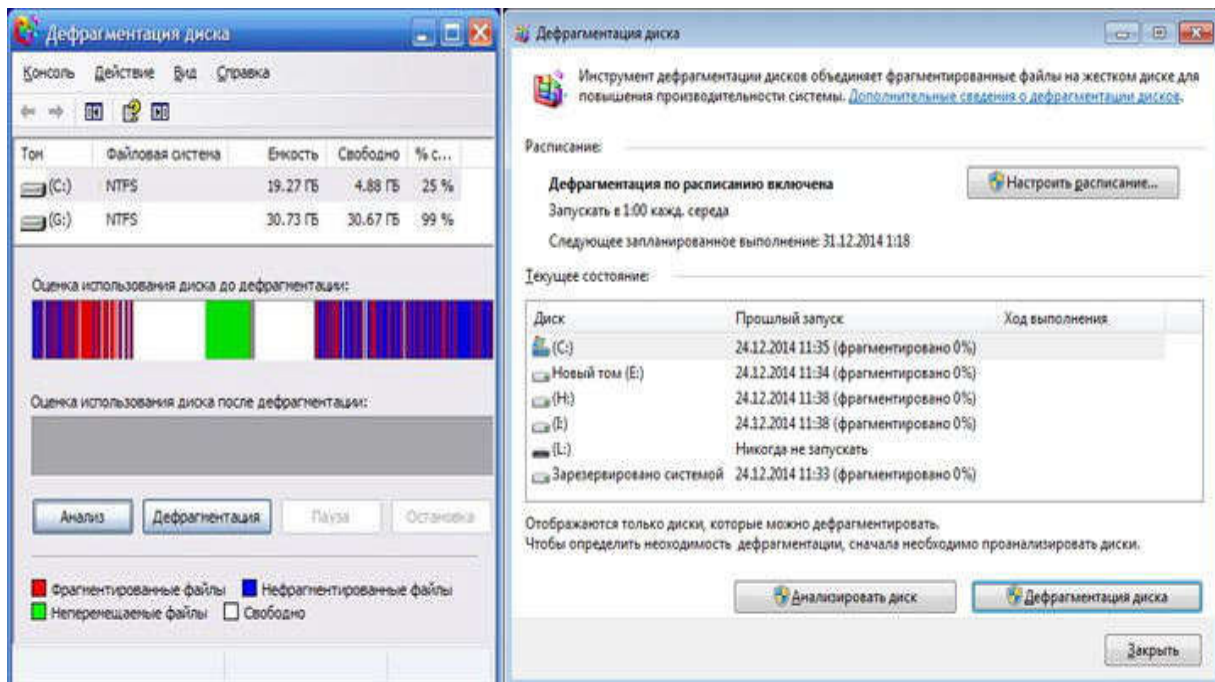 Дефрагментация диска
Консоль Действие Вид Справка
Том Файловая система Емкость Свободно % с...
(C:) NTFS 19.27 ГБ 4.88 ГБ 25 %
(G:) NTFS 30.73 ГБ 30.67 ГБ 99 %
Оценка использования диска до дефрагментации:
Оценка использования диска после дефрагментации:
Анализ Дефрагментация Пауза Остановка
Фрагментированные файлы Нефрагментированные файлы
Неперемещаемые файлы Свободно
Дефрагментация диска
Инструмент дефрагментации дисков объединяет фрагментированные файлы на жестком диске для
повышения производительности системы. Дополнительные сведения о дефрагментации дисков.
Расписание:
Дефрагментация по расписанию включена
Настроить расписание...
Запускать в 1:00 кажд. середа
Следующее запланированное выполнение: 31.12.2014 1:18
Текущее состояние:
Диск Прошлый запуск Ход выполнения
(C:) 24.12.2014 11:35 (фрагментировано 0%)
Новый том (E:) 24.12.2014 11:34 (фрагментировано 0%)
(H:) 24.12.2014 11:38 (фрагментировано 0%)
(I:) 24.12.2014 11:38 (фрагментировано 0%)
(L:) Никогда не запускать
Зарезервировано системой 24.12.2014 11:33 (фрагментировано 0%)
Отображаются только диски, которые можно дефрагментировать.
Чтобы определить неоходимость дефрагментации, сначала необходимо проанализировать диски.
Анализировать диск Дефрагментация диска
Закрыть